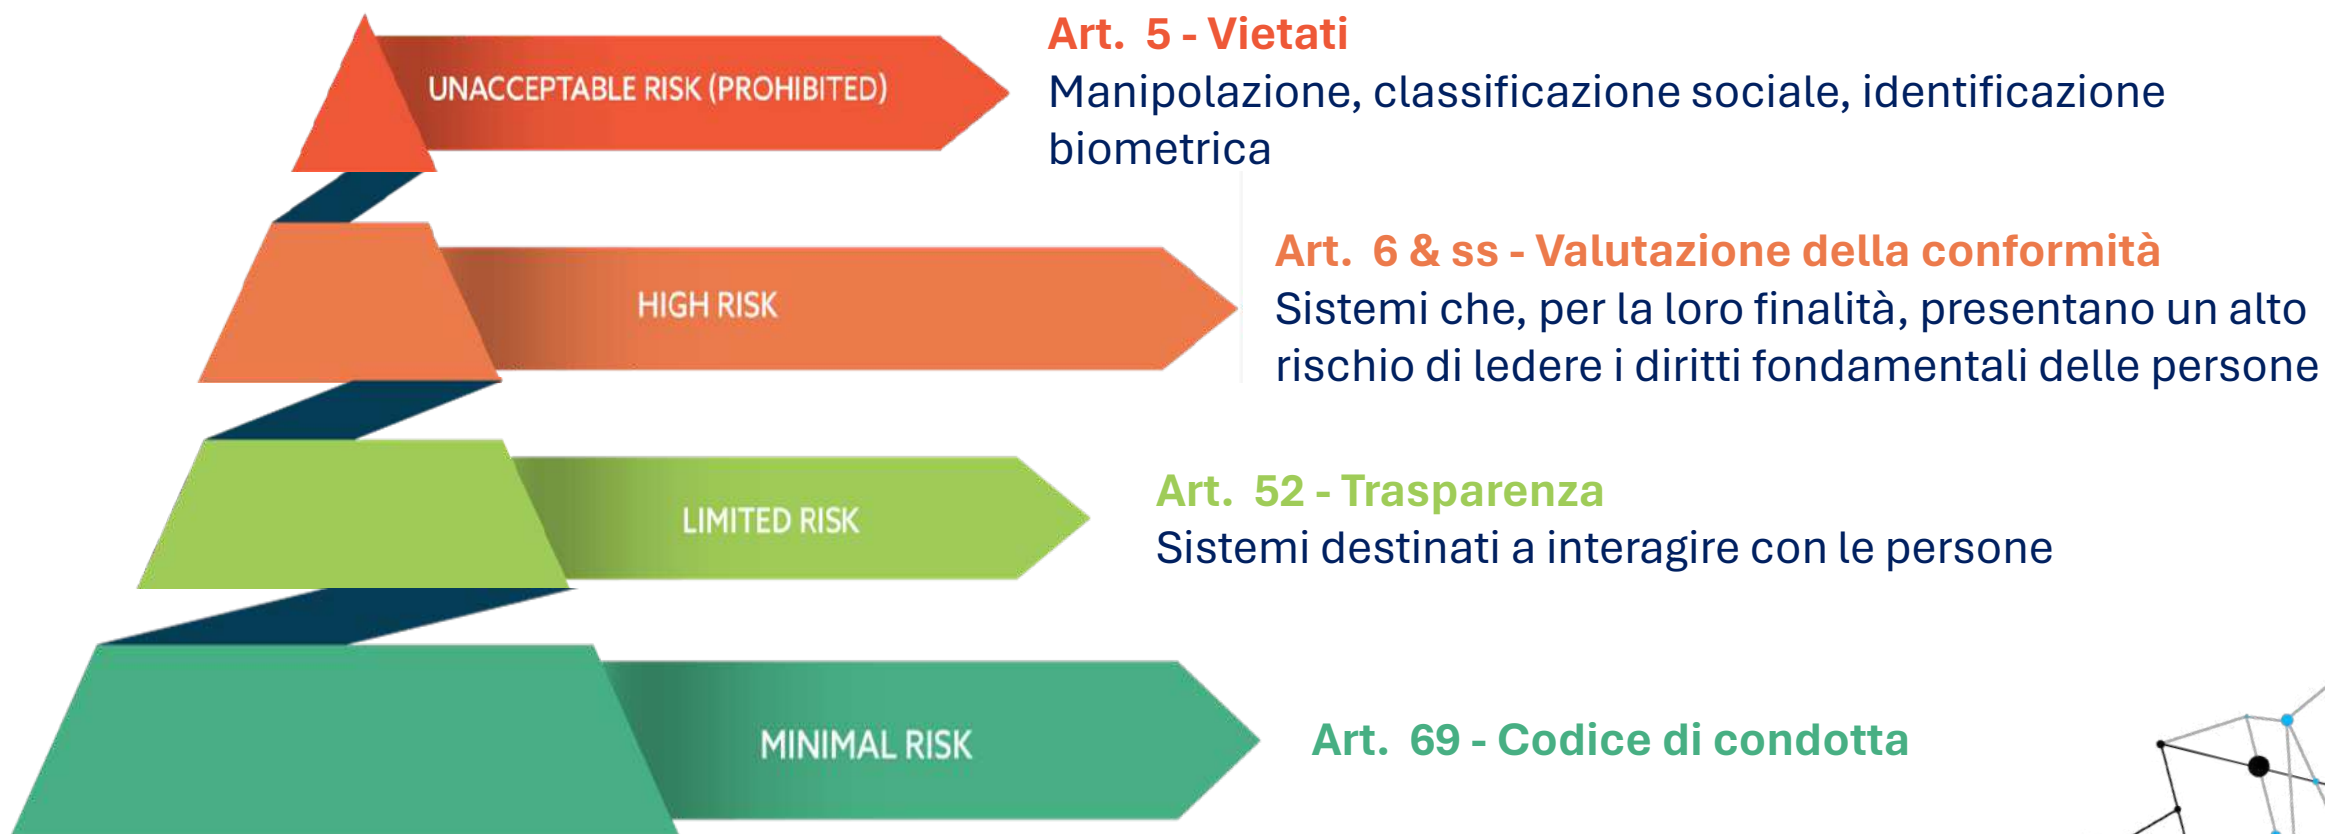 Art. 5 - Vietati
UNACCEPTABLE RISK (PROHIBITED)
Manipolazione, classificazione sociale, identificazione
biometrica
Art. 6 & ss - Valutazione della conformità
HIGH RISK
Sistemi che, per la loro finalità, presentano un alto
rischio di ledere i diritti fondamentali delle persone
Art. 52 - Trasparenza
LIMITED RISK
Sistemi destinati a interagire con le persone
MINIMAL RISK
Art. 69 - Codice di condotta